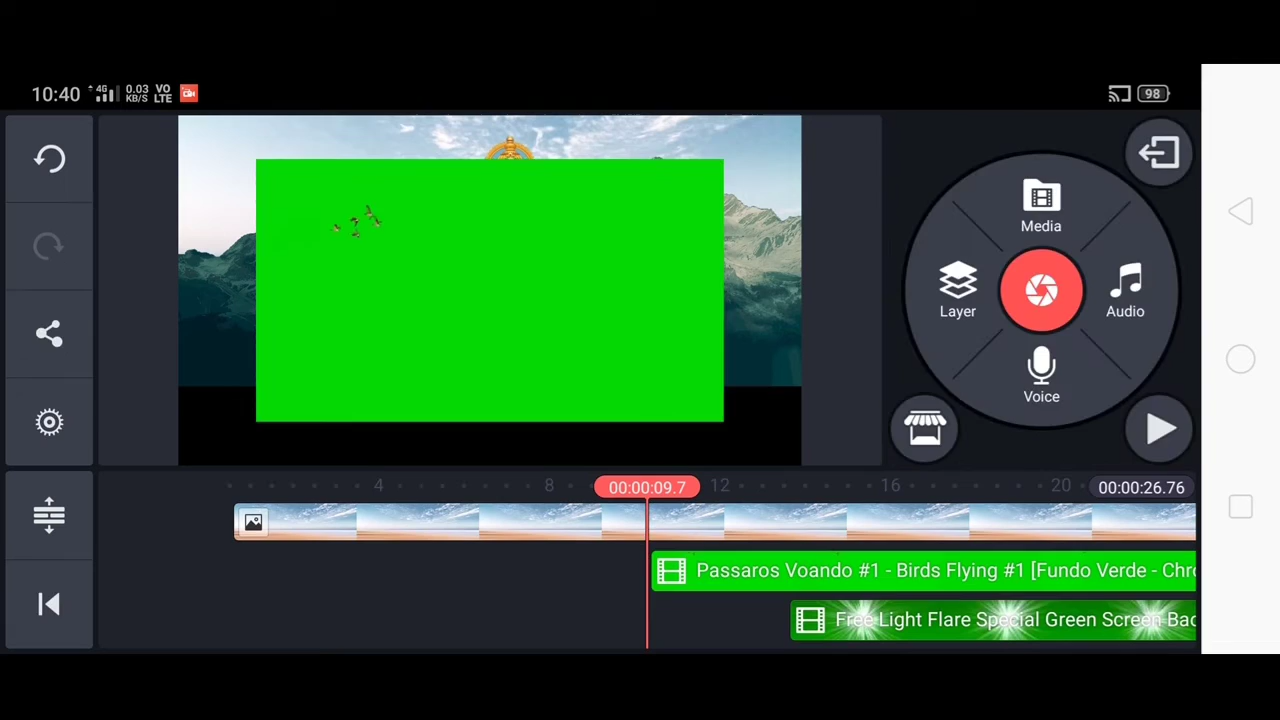 10:40 4G 0.03 KB/S VO LTE 98
Media
Layer
Audio
Voice
4 8 00:00:09.7 12 16 20 00:00:26.76
Passaros Voando #1 - Birds Flying #1 [Fundo Verde - Chr
Free Light Flare Special Green Screen Bac